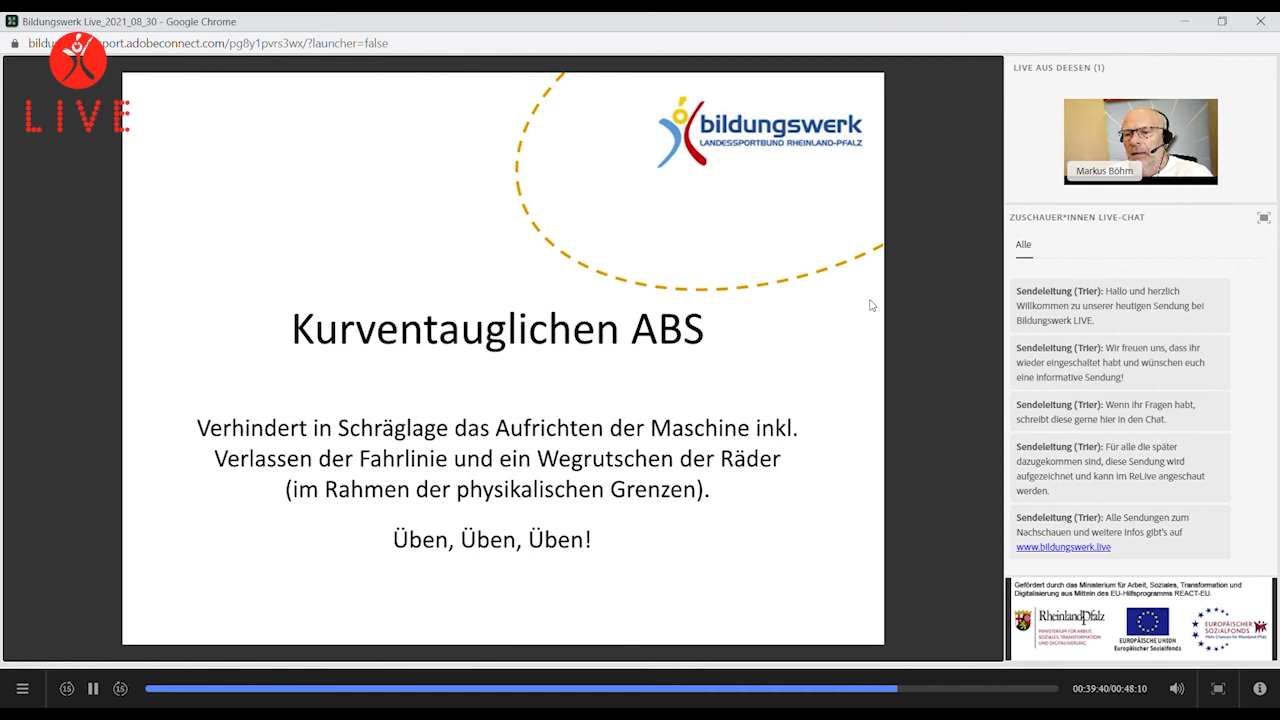 Bildungswerk Live_2021_08_30 - Google Chrome
port.adobeconnect.com/pg8y1pvrs3wx/?launcher=false
LIVE
bildungswerk
LANDESSPORTBUND RHEINLAND-PFALZ
Kurventauglichen ABS
Verhindert in Schräglage das Aufrichten der Maschine inkl.
Verlassen der Fahrlinie und ein Wegrutschen der Räder
(im Rahmen der physikalischen Grenzen).
Üben, Üben, Üben!
LIVE AUS DEESEN (1)
Markus Böhm
ZUSCHAUER*INNEN LIVE-CHAT
Alle
Sendeleitung (Trier): Hallo und herzlich
Willkommen zu unserer heutigen Sendung bei
Bildungswerk LIVE.
Sendeleitung (Trier): Wir freuen uns, dass ihr
wieder eingeschaltet habt und wünschen euch
eine informative Sendung!
Sendeleitung (Trier): Wenn ihr Fragen habt,
schreibt diese gerne hier in den Chat.
Sendeleitung (Trier): Für alle die später
dazugekommen sind, diese Sendung wird
aufgezeichnet und kann im ReLive angeschaut
werden.
Sendeleitung (Trier): Alle Sendungen zum
Nachschauen und weitere Infos gibt's auf
www.bildungswerk.live
Gefördert durch das Ministerium für Arbeit, Soziales, Transformation und
Digitalisierung aus Mitteln des EU-Hilfsprogramms REACT-EU.
RheinlandPfalz
MINISTERIUM FÜR ARBEIT,
SOZIALES, TRANSFORMATION
UND DIGITALISIERUNG
EUROPÄISCHE UNION
Europäischer Sozialfonds
EUROPÄISCHER
SOZIALFONDS
Mehr Chancen für Rheinland-Pfalz
15
15
00:39:40/00:48:10